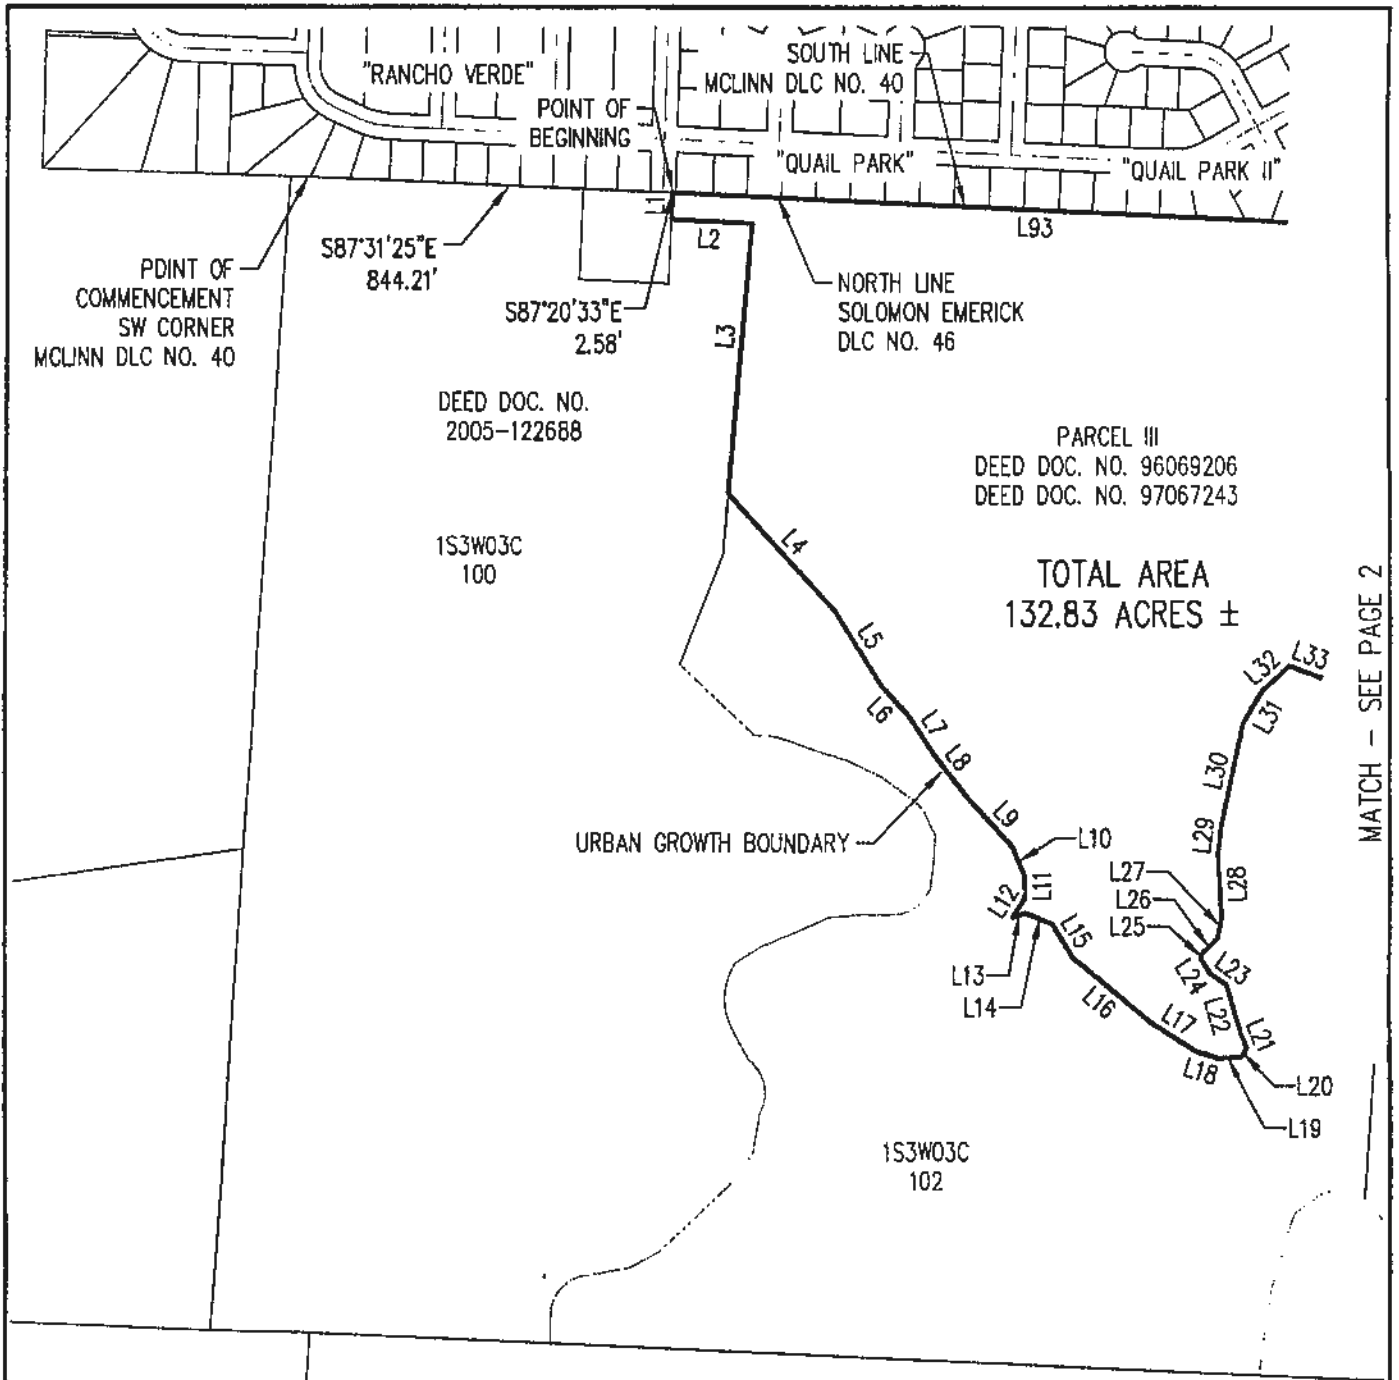 "RANCHO VERDE"
SOUTH LINE
MCLINN DLC NO. 40
POINT OF
BEGINNING
"QUAIL PARK"
"QUAIL PARK II"
L1
L2
L93
S87°31'25"E
844.21'
POINT OF
COMMENCEMENT
SW CORNER
MCLINN DLC NO. 40
S87°20'33"E
2.58'
L3
NORTH LINE
SOLOMON EMERICK
DLC NO. 46
DEED DOC. NO.
2005-122688
PARCEL III
DEED DOC. NO. 96069206
DEED DOC. NO. 97067243
1S3W03C
100
TOTAL AREA
132.83 ACRES ±
MATCH - SEE PAGE 2
L4
L5
L6
L7
L8
L9
URBAN GROWTH BOUNDARY
L10
L11
L12
L13
L14
L15
L16
L17
L18
L19
L20
L21
L22
L23
L24
L25
L26
L27
L28
L29
L30
L31
L32
L33
1S3W03C
102